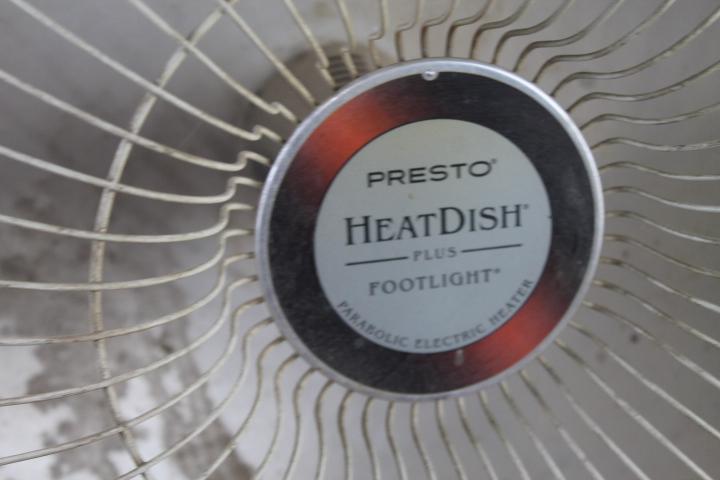 PRESTO®
HEATDISH®
PLUS
FOOTLIGHT®
PARABOLIC ELECTRIC HEATER